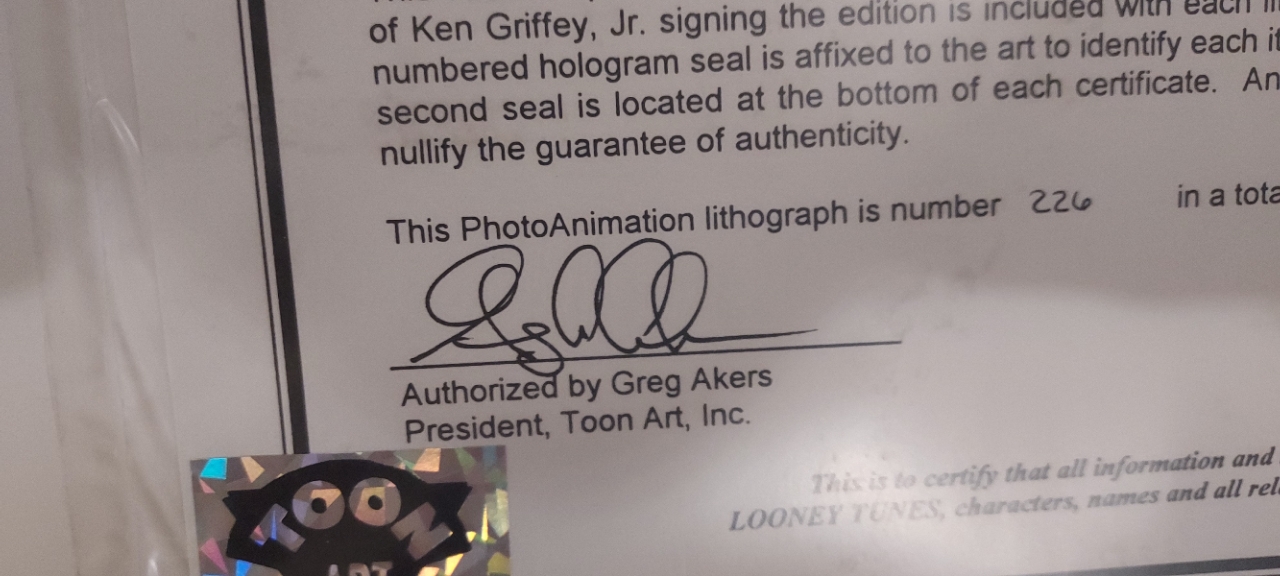 of Ken Griffey, Jr. signing the edition is included with each
numbered hologram seal is affixed to the art to identify each
second seal is located at the bottom of each certificate. An
nullify the guarantee of authenticity.
This PhotoAnimation lithograph is number 226 in a tota
Authorized by Greg Akers
President, Toon Art, Inc.
This is to certify that all information and
LOONEY TUNES, characters, names and all rel
TOON
ART